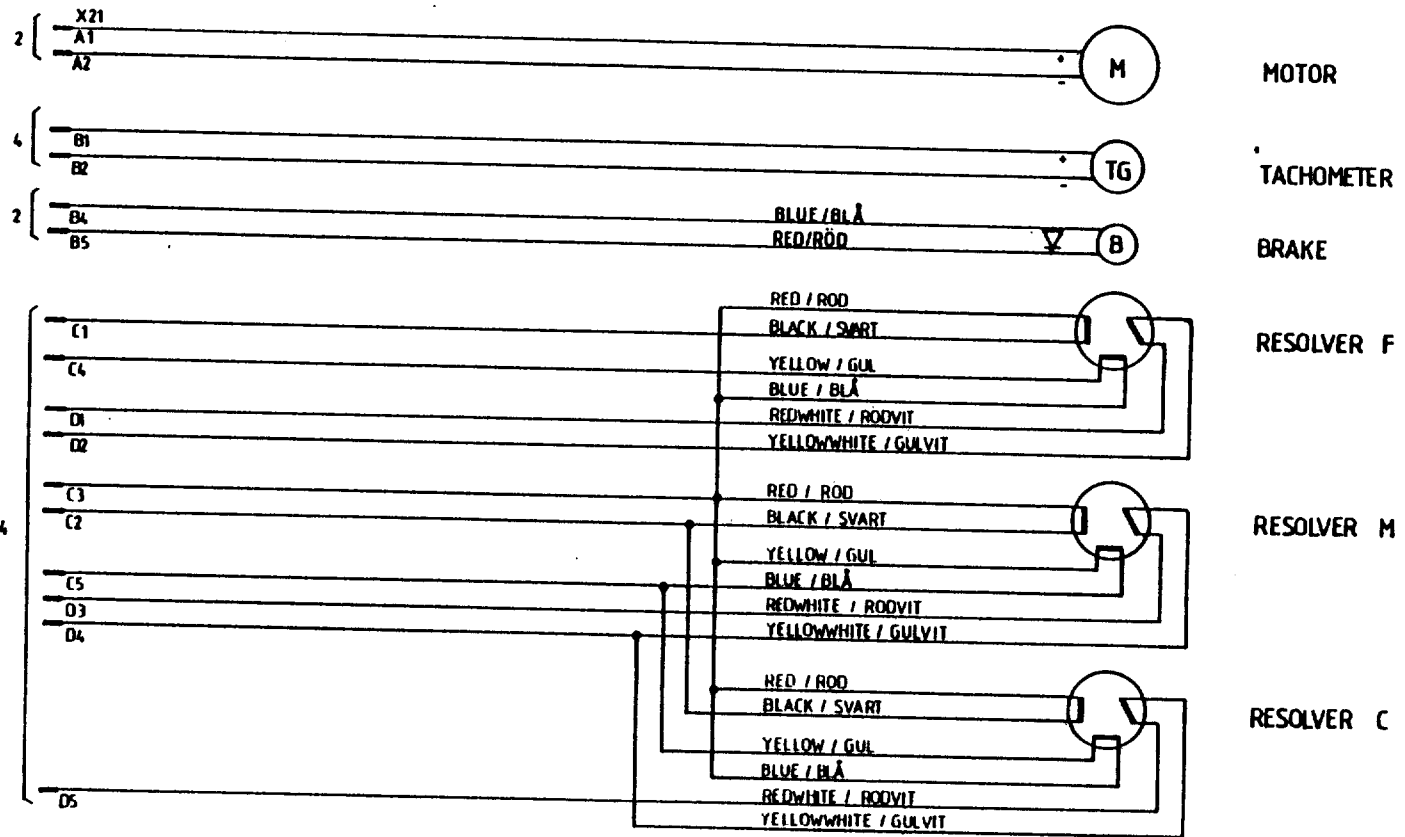 X21
2
A1
A2
+
-
M
MOTOR
4
B1
B2
+
-
TG
TACHOMETER
2
B4
B5
BLUE/BLÅ
RED/RÖD
B
BRAKE
RED / ROD
C1
BLACK / SVART
RESOLVER F
C4
YELLOW / GUL
BLUE / BLÅ
D1
REDWHITE / RODVIT
D2
YELLOWWHITE / GULVIT
C3
RED / ROD
4
C2
BLACK / SVART
RESOLVER M
YELLOW / GUL
C5
BLUE / BLÅ
D3
REDWHITE / RODVIT
D4
YELLOWWHITE / GULVIT
RED / ROD
BLACK / SVART
RESOLVER C
YELLOW / GUL
BLUE / BLÅ
D5
REDWHITE / RODVIT
YELLOWWHITE / GULVIT